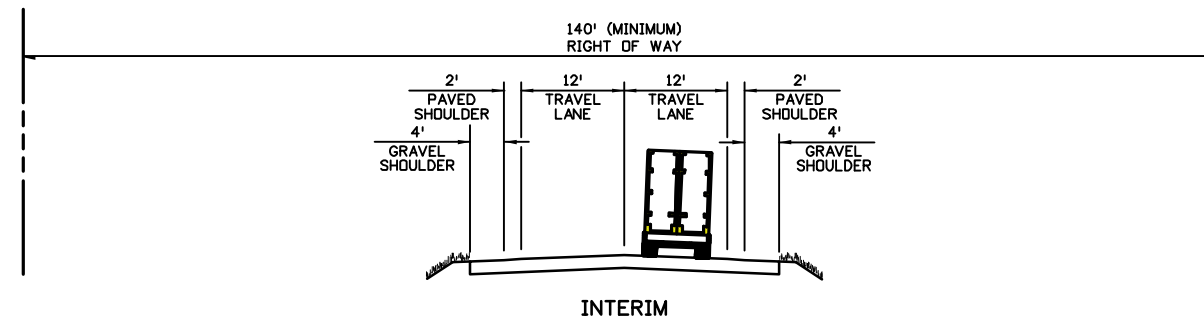 140' (MINIMUM)
RIGHT OF WAY
2'
PAVED
SHOULDER
12'
TRAVEL
LANE
12'
TRAVEL
LANE
2'
PAVED
SHOULDER
4'
GRAVEL
SHOULDER
4'
GRAVEL
SHOULDER
INTERIM